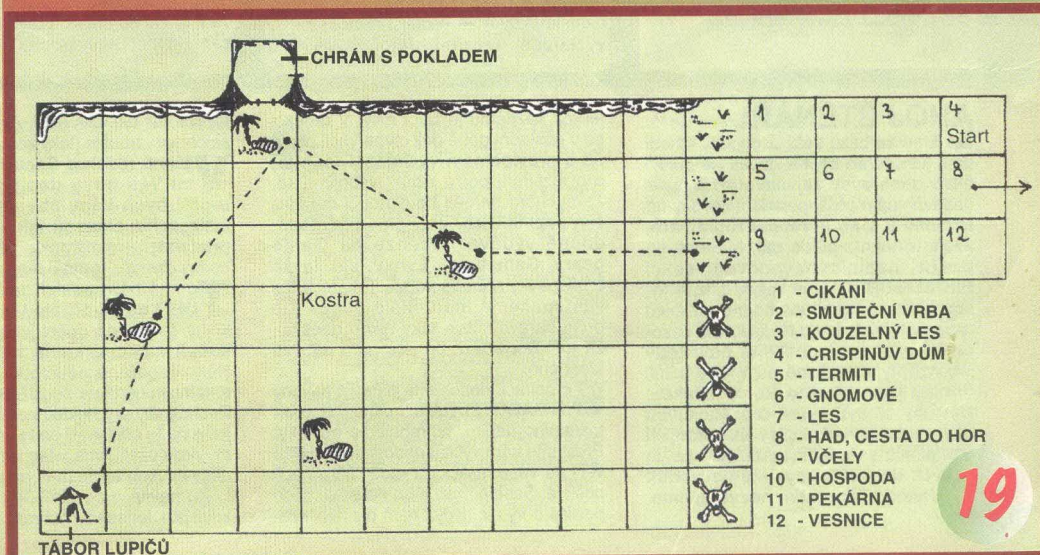 CHRÁM S POKLADEM
1 2 3 4
Start
5 6 7 8
9 10 11 12
Kostra
1 - CIKÁNI
2 - SMUTEČNÍ VRBA
3 - KOUZELNÝ LES
4 - CRISPINŮV DŮM
5 - TERMITI
6 - GNOMOVÉ
7 - LES
8 - HAD, CESTA DO HOR
9 - VČELY
10 - HOSPODA
11 - PEKÁRNA
12 - VESNICE
19
TÁBOR LUPIČŮ